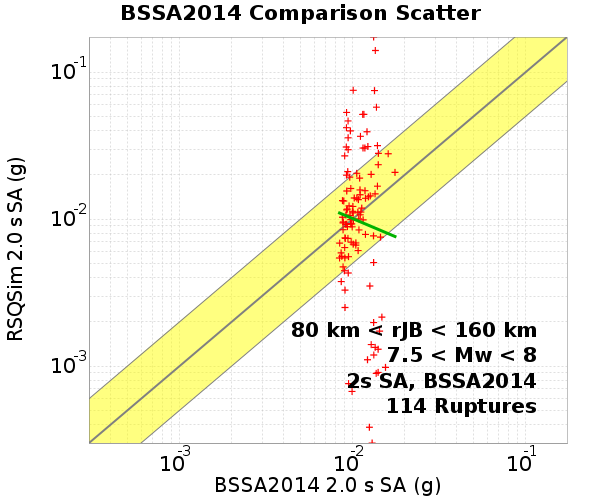 BSSA2014 Comparison Scatter
10-1
10-2
10-3
RSQSim 2.0 s SA (g)
80 km < rJB < 160 km
7.5 < Mw < 8
2s SA, BSSA2014
114 Ruptures
10-3 10-2 10-1
BSSA2014 2.0 s SA (g)